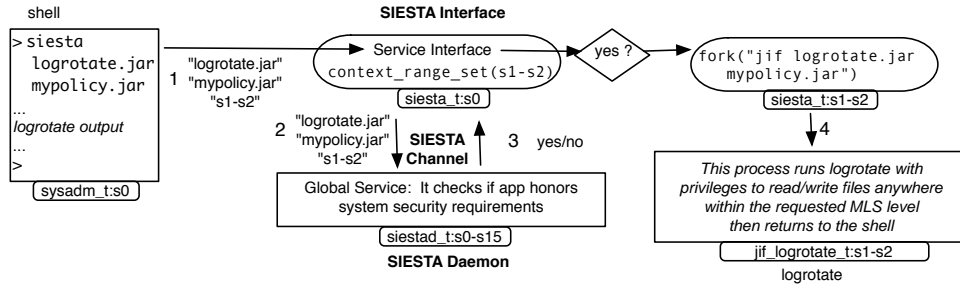 shell
> siesta
logrotate.jar
mypolicy.jar
...
logrotate output
...
>
sysadm_t:s0
1
"logrotate.jar"
"mypolicy.jar"
"s1-s2"
SIESTA Interface
Service Interface
context_range_set(s1-s2)
siesta_t:s0
yes ?
fork("jif logrotate.jar
mypolicy.jar")
siesta_t:s1-s2
2
"logrotate.jar"
"mypolicy.jar"
"s1-s2"
SIESTA
Channel
3
yes/no
Global Service: It checks if app honors
system security requirements
siestad_t:s0-s15
SIESTA Daemon
4
This process runs logrotate with
privileges to read/write files anywhere
within the requested MLS level
then returns to the shell
jif_logrotate_t:s1-s2
logrotate